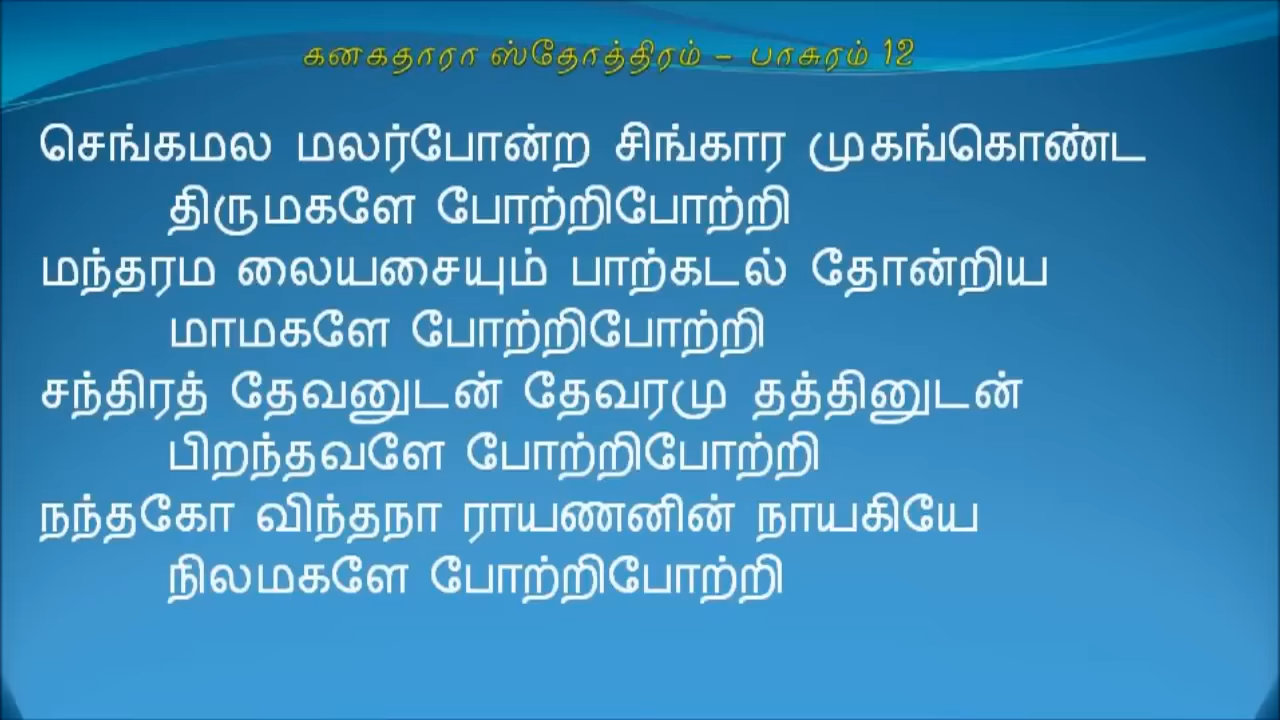 கனகதாரா ஸ்தோத்திரம் – பாசுரம் 12
செங்கமல மலர்போன்ற சிங்கார முகங்கொண்ட
திருமகளே போற்றிபோற்றி
மந்தரம லையசையும் பாற்கடல் தோன்றிய
மாமகளே போற்றிபோற்றி
சந்திரத் தேவனுடன் தேவரமு தத்தினுடன்
பிறந்தவளே போற்றிபோற்றி
நந்தகோ விந்தநா ராயணனின் நாயகியே
நிலமகளே போற்றிபோற்றி